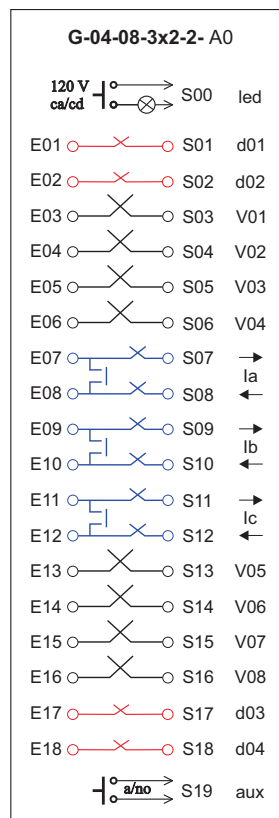 G-04-08-3x2-2- A0
120 V
ca/cd S00 led
E01 S01 d01
E02 S02 d02
E03 S03 V01
E04 S04 V02
E05 S05 V03
E06 S06 V04
E07 S07
Ia
E08 S08
E09 S09
Ib
E10 S10
E11 S11
Ic
E12 S12
E13 S13 V05
E14 S14 V06
E15 S15 V07
E16 S16 V08
E17 S17 d03
E18 S18 d04
a/no S19 aux